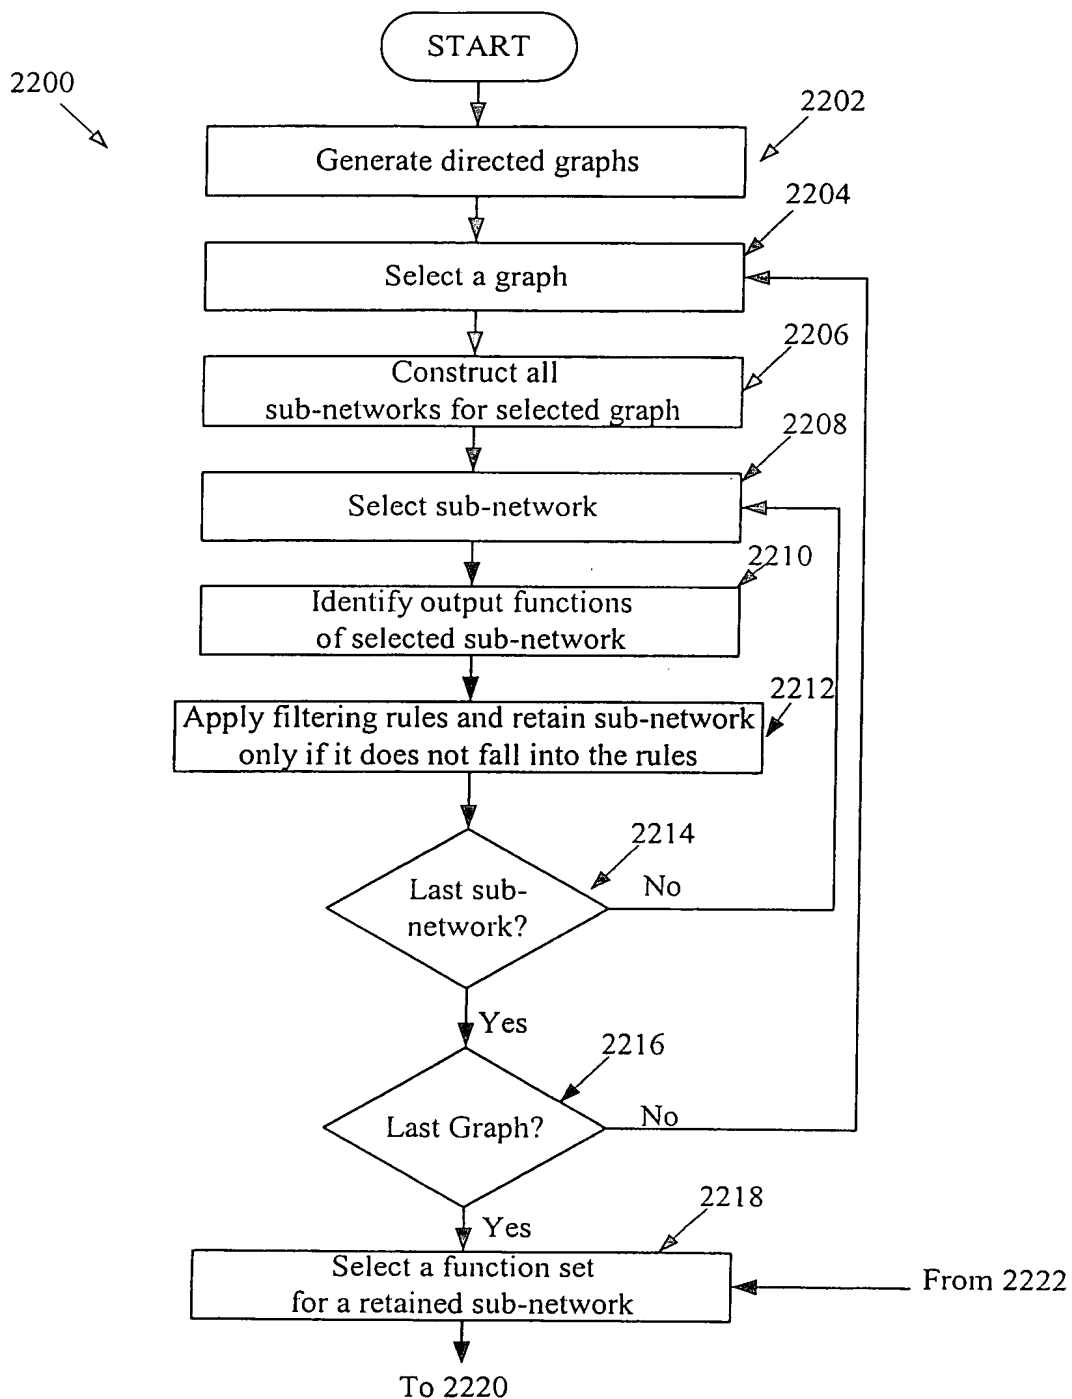 START
2200
2202
Generate directed graphs
2204
Select a graph
2206
Construct all
sub-networks for selected graph
2208
Select sub-network
2210
Identify output functions
of selected sub-network
2212
Apply filtering rules and retain sub-network
only if it does not fall into the rules
2214
Last sub-
network?
No
Yes
2216
Last Graph?
No
Yes
2218
Select a function set
for a retained sub-network
From 2222
To 2220